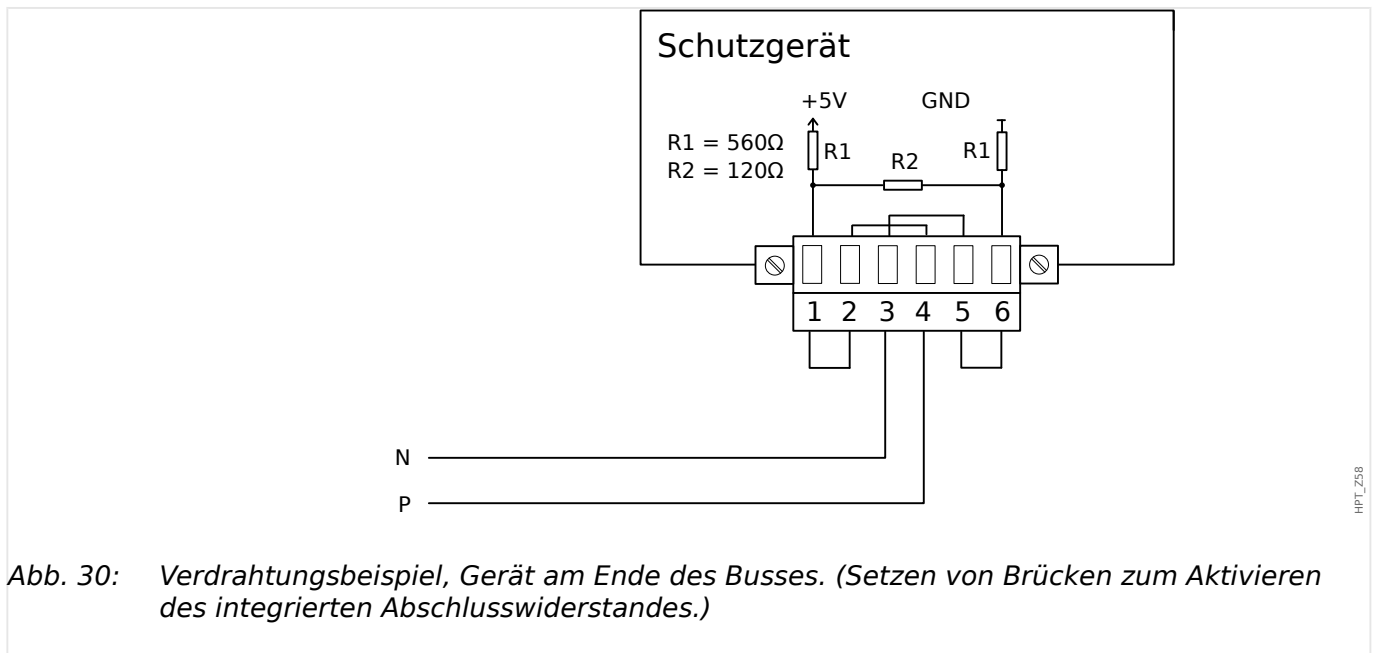 Schutzgerät
+5V GND
R1 = 560Ω
R2 = 120Ω
R1 R2 R1
1 2 3 4 5 6
N
P
HPT_Z58
Abb. 30: Verdrahtungsbeispiel, Gerät am Ende des Busses. (Setzen von Brücken zum Aktivieren
des integrierten Abschlusswiderstandes.)